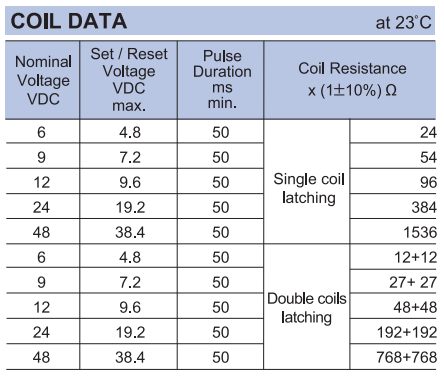 COIL DATA at 23°C
Nominal Voltage VDC Set / Reset Voltage VDC max. Pulse Duration ms min. Coil Resistance x (1±10%) Ω
6 4.8 50 Single coil latching 24
9 7.2 50 54
12 9.6 50 96
24 19.2 50 384
48 38.4 50 1536
6 4.8 50 Double coils latching 12+12
9 7.2 50 27+ 27
12 9.6 50 48+48
24 19.2 50 192+192
48 38.4 50 768+768